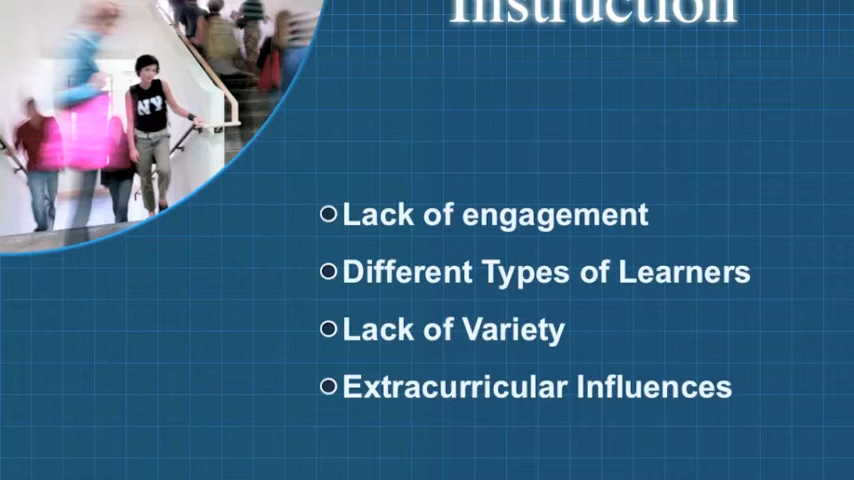 Instruction
NY
Lack of engagement
Different Types of Learners
Lack of Variety
Extracurricular Influences